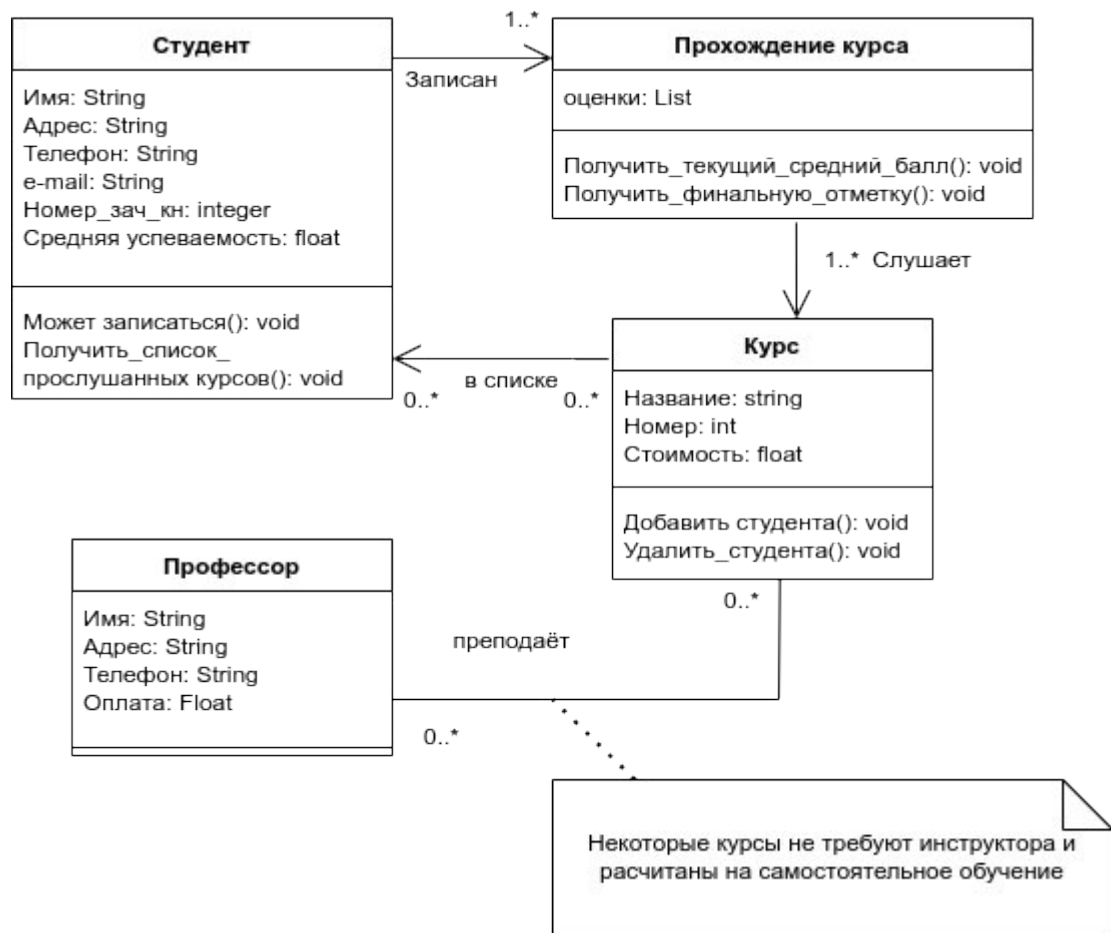 Студент
Имя: String
Адрес: String
Телефон: String
e-mail: String
Номер_зач_кн: integer
Средняя успеваемость: float
Может записаться(): void
Получить_список_
прослушанных курсов(): void
1..*
Записан
Прохождение курса
оценки: List
Получить_текущий_средний_балл(): void
Получить_финальную_отметку(): void
1..* Слушает
в списке
0..*
0..*
Курс
Название: string
Номер: int
Стоимость: float
Добавить студента(): void
Удалить_студента(): void
0..*
преподаёт
Профессор
Имя: String
Адрес: String
Телефон: String
Оплата: Float
0..*
Некоторые курсы не требуют инструктора и
расчитаны на самостоятельное обучение